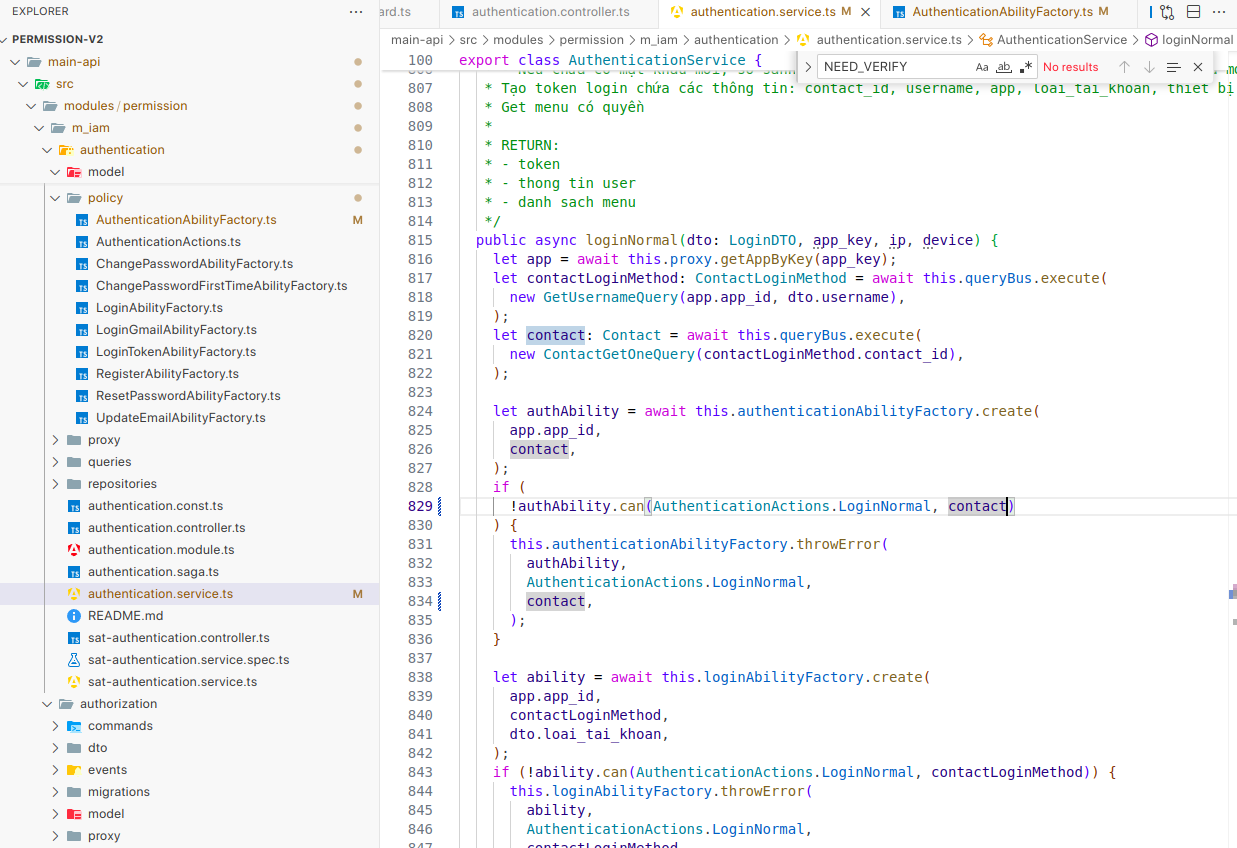 EXPLORER
PERMISSION-V2
main-api
src
modules / permission
m_iam
authentication
model
policy
AuthenticationAbilityFactory.ts M
AuthenticationActions.ts
ChangePasswordAbilityFactory.ts
ChangePasswordFirstTimeAbilityFactory.ts
LoginAbilityFactory.ts
LoginGmailAbilityFactory.ts
LoginTokenAbilityFactory.ts
RegisterAbilityFactory.ts
ResetPasswordAbilityFactory.ts
UpdateEmailAbilityFactory.ts
proxy
queries
repositories
authentication.const.ts
authentication.controller.ts
authentication.module.ts
authentication.saga.ts
authentication.service.ts M
README.md
sat-authentication.controller.ts
sat-authentication.service.spec.ts
sat-authentication.service.ts
authorization
commands
dto
events
migrations
model
proxy
ard.ts authentication.controller.ts authentication.service.ts M AuthenticationAbilityFactory.ts M
main-api > src > modules > permission > m_iam > authentication > authentication.service.ts > AuthenticationService > loginNormal
NEED_VERIFY Aa ab .* No results
100 export class AuthenticationService {
807 * Tạo token login chứa các thông tin: contact_id, username, app, loai_tai_khoan, thiết bị
808 * Get menu có quyền
809 *
810 * RETURN:
811 * - token
812 * - thong tin user
813 * - danh sach menu
814 */
815 public async loginNormal(dto: LoginDTO, app_key, ip, device) {
816 let app = await this.proxy.getAppByKey(app_key);
817 let contactLoginMethod: ContactLoginMethod = await this.queryBus.execute(
818 new GetUsernameQuery(app.app_id, dto.username),
819 );
820 let contact: Contact = await this.queryBus.execute(
821 new ContactGetOneQuery(contactLoginMethod.contact_id),
822 );
823
824 let authAbility = await this.authenticationAbilityFactory.create(
825 app.app_id,
826 contact,
827 );
828 if (
829 !authAbility.can(AuthenticationActions.LoginNormal, contact)
830 ) {
831 this.authenticationAbilityFactory.throwError(
832 authAbility,
833 AuthenticationActions.LoginNormal,
834 contact,
835 );
836 }
837
838 let ability = await this.loginAbilityFactory.create(
839 app.app_id,
840 contactLoginMethod,
841 dto.loai_tai_khoan,
842 );
843 if (!ability.can(AuthenticationActions.LoginNormal, contactLoginMethod)) {
844 this.loginAbilityFactory.throwError(
845 ability,
846 AuthenticationActions.LoginNormal,
847 contactLoginMethod